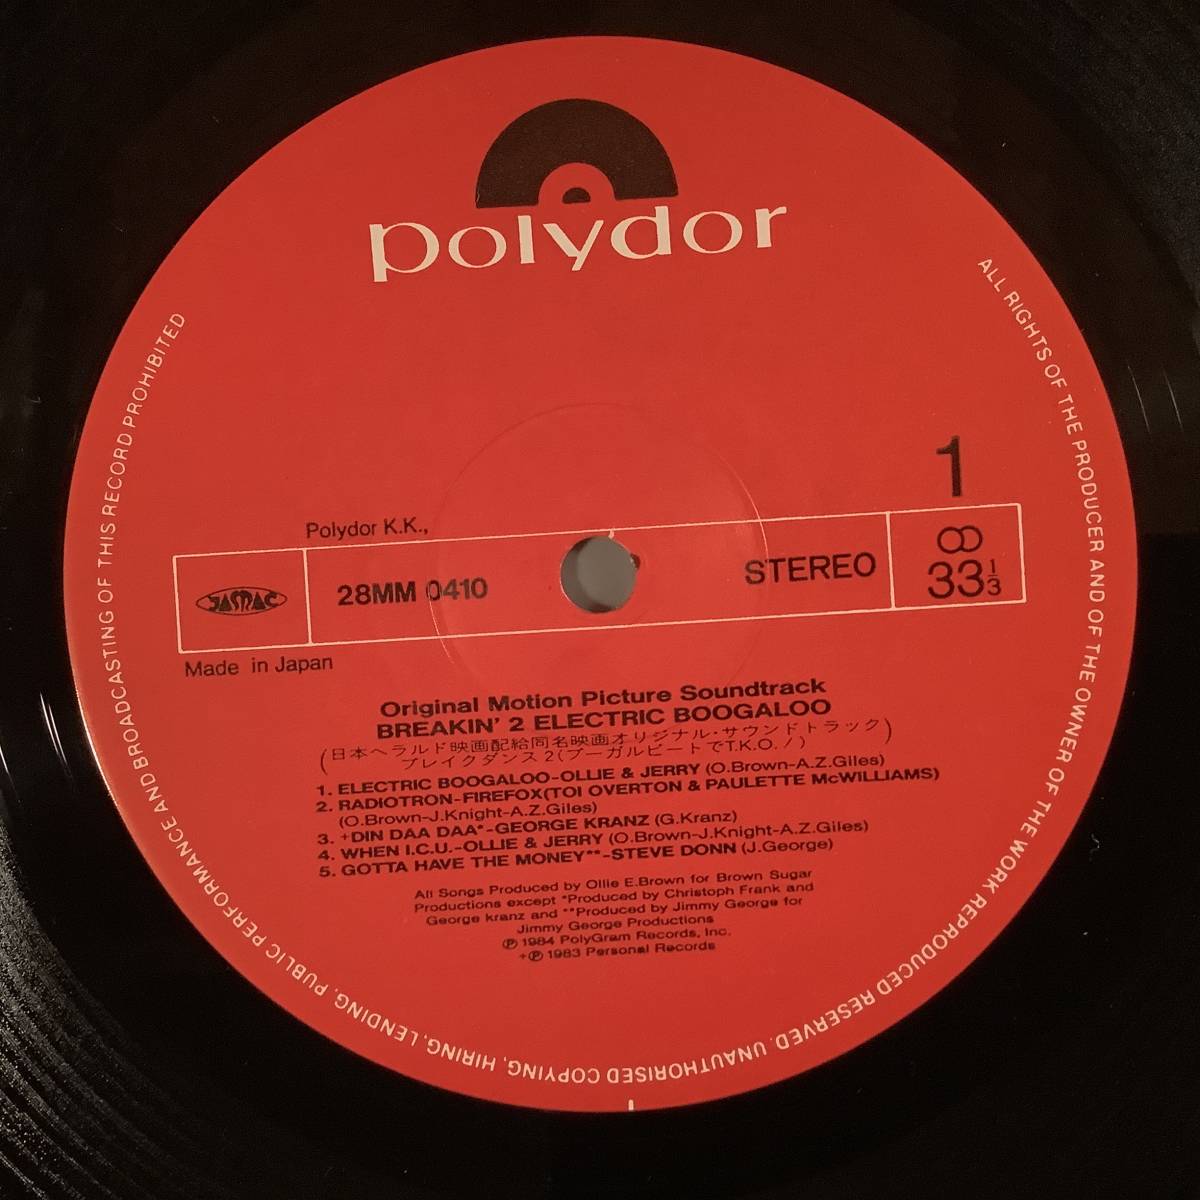 polydor
1
Polydor K.K.,
JASRAC
28MM 0410
STEREO
33 1/3
Made in Japan
Original Motion Picture Soundtrack
BREAKIN' 2 ELECTRIC BOOGALOO
(日本ヘラルド映画配給同名映画オリジナル・サウンドトラック)
ブレイクダンス2(ブーガルビートでT.K.O.!)
1. ELECTRIC BOOGALOO-OLLIE & JERRY (O.Brown-A.Z.Giles)
2. RADIOTRON-FIREFOX(TOI OVERTON & PAULETTE McWILLIAMS)
(O.Brown-J.Knight-A.Z.Giles)
3. +DIN DAA DAA*-GEORGE KRANZ (G.Kranz)
4. WHEN I.C.U.-OLLIE & JERRY (O.Brown-J.Knight-A.Z.Giles)
5. GOTTA HAVE THE MONEY**-STEVE DONN (J.George)
All Songs Produced by Ollie E.Brown for Brown Sugar
Productions except *Produced by Christoph Frank and
George kranz and **Produced by Jimmy George for
Jimmy George Productions
℗ 1984 PolyGram Records, Inc.
+℗ 1983 Personal Records
ALL RIGHTS OF THE PRODUCER AND OF THE OWNER OF THE WORK REPRODUCED RESERVED. UNAUTHORISED COPYING, HIRING, LENDING, PUBLIC PERFORMANCE AND BROADCASTING OF THIS RECORD PROHIBITED